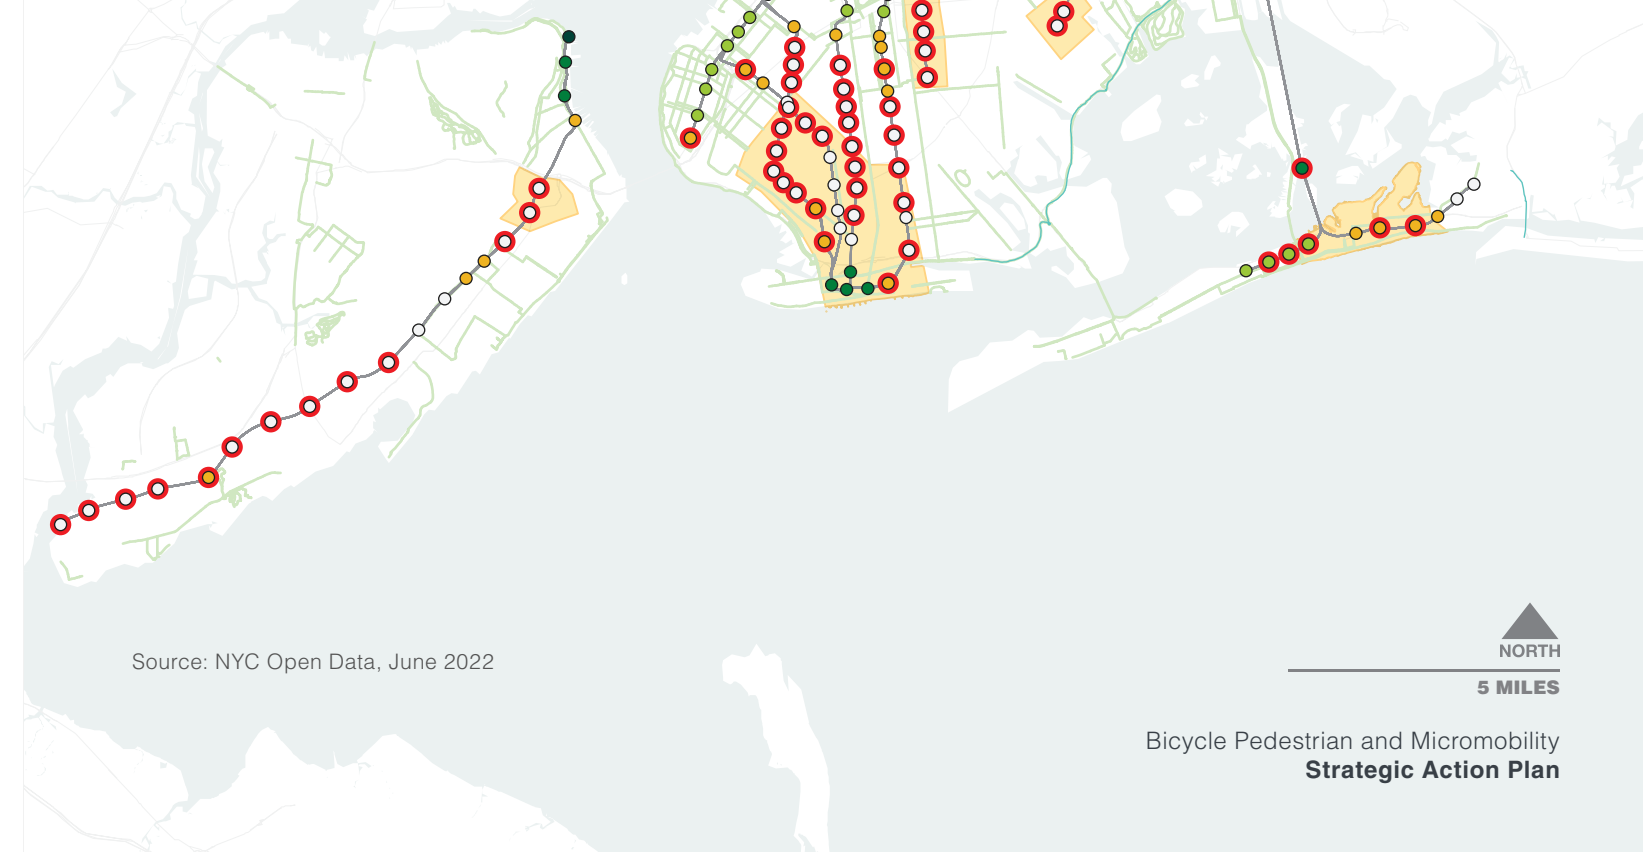 Source: NYC Open Data, June 2022
NORTH
5 MILES
Bicycle Pedestrian and Micromobility
Strategic Action Plan